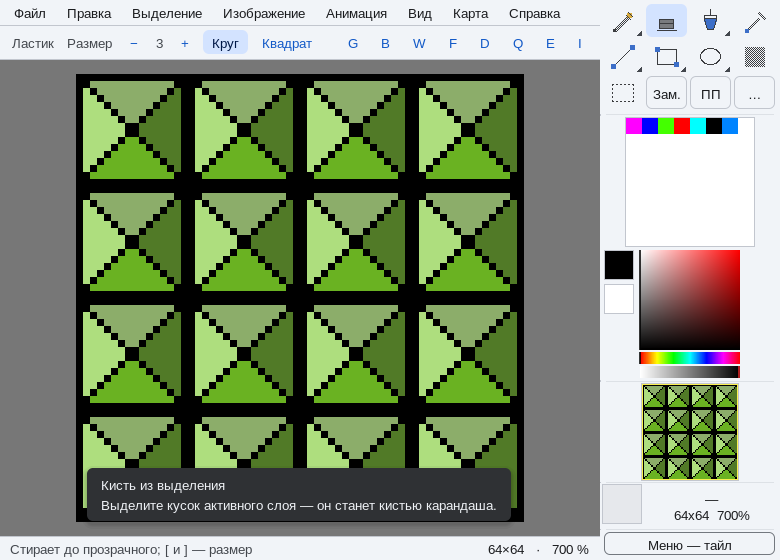 Файл Правка Выделение Изображение Анимация Вид Карта Справка
Ластик Размер − 3 + Круг Квадрат G B W F D Q E I
Зам. ПП ...
Кисть из выделения
Выделите кусок активного слоя — он станет кистью карандаша.
—
64x64 700%
Стирает до прозрачного; [ и ] — размер 64×64 · 700 %
Меню — тайл